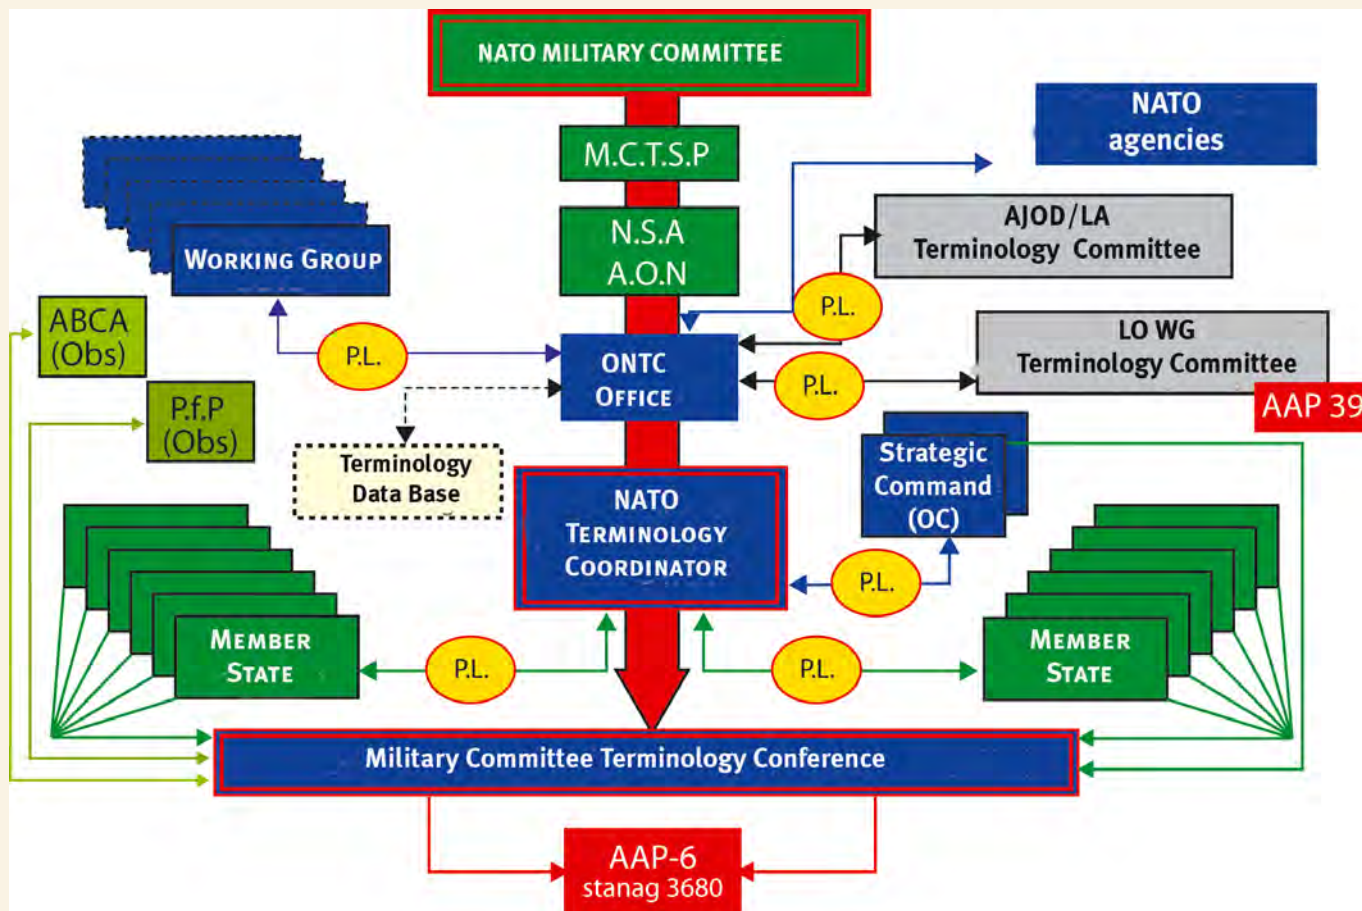 NATO MILITARY COMMITTEE
M.C.T.S.P
NATO
agencies
N.S.A
A.O.N
AJOD/LA
Terminology Committee
WORKING GROUP
P.L.
ABCA
(Obs)
P.L.
ONTC
OFFICE
P.L.
LO WG
Terminology Committee
AAP 39
P.f.P
(Obs)
Terminology
Data Base
Strategic
Command
(OC)
NATO
TERMINOLOGY
COORDINATOR
P.L.
MEMBER
STATE
P.L.
P.L.
MEMBER
STATE
Military Committee Terminology Conference
AAP-6
stanag 3680